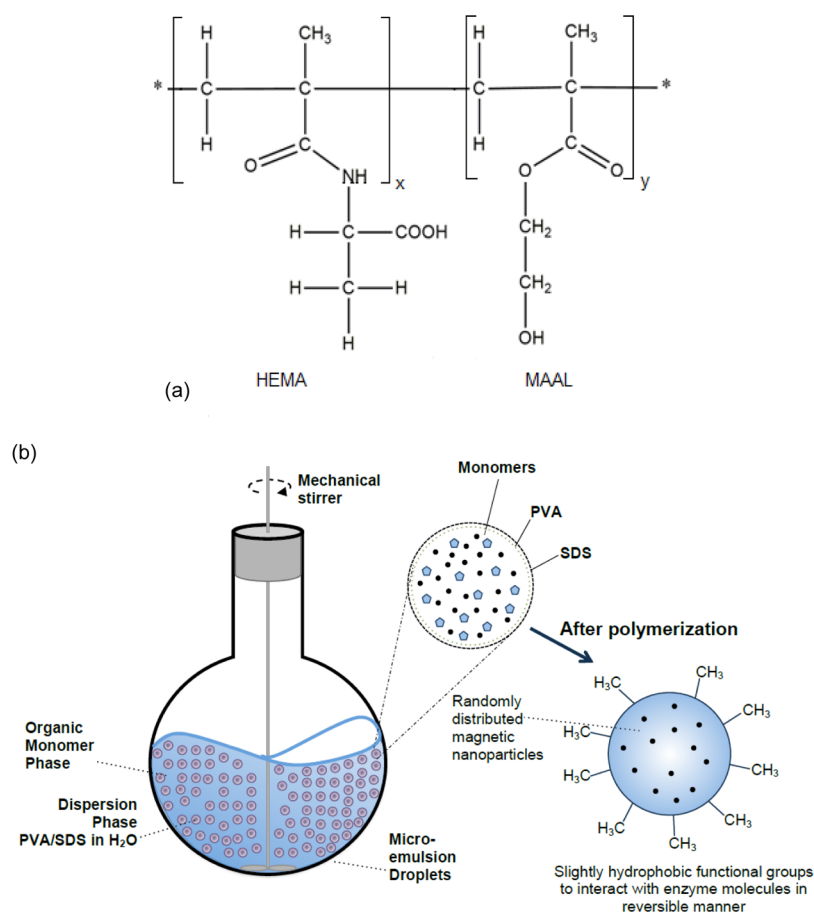 H
CH3
H
CH3
*
C
C
C
C
*
H
C
H
C
O
NH
x
O
O
y
H
C
COOH
CH2
H
C
H
CH2
H
OH
(a)
HEMA
MAAL
(b)
Mechanical
stirrer
Monomers
PVA
SDS
After polymerization
Organic
Monomer
Phase
Dispersion
Phase
PVA/SDS in H2O
Micro-
emulsion
Droplets
Randomly
distributed
magnetic
nanoparticles
H3C
CH3
H3C
CH3
H3C
CH3
H3C
CH3
H3C
Slightly hydrophobic functional groups
to interact with enzyme molecules in
reversible manner